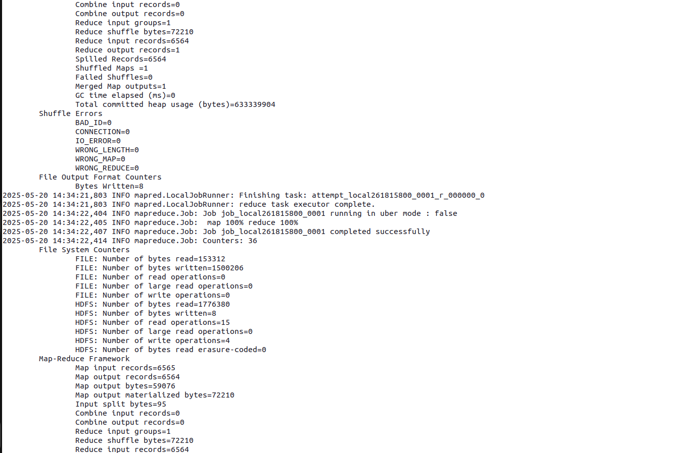 Combine input records=0
Combine output records=0
Reduce input groups=1
Reduce shuffle bytes=72210
Reduce input records=6564
Reduce output records=1
Spilled Records=6564
Shuffled Maps =1
Failed Shuffles=0
Merged Map outputs=1
GC time elapsed (ms)=0
Total committed heap usage (bytes)=633339904
Shuffle Errors
BAD_ID=0
CONNECTION=0
IO_ERROR=0
WRONG_LENGTH=0
WRONG_MAP=0
WRONG_REDUCE=0
File Output Format Counters
Bytes Written=8
2025-05-20 14:34:21,803 INFO mapred.LocalJobRunner: Finishing task: attempt_local261815800_0001_r_000000_0
2025-05-20 14:34:21,803 INFO mapred.LocalJobRunner: reduce task executor complete.
2025-05-20 14:34:22,404 INFO mapreduce.Job: Job job_local261815800_0001 running in uber mode : false
2025-05-20 14:34:22,405 INFO mapreduce.Job:  map 100% reduce 100%
2025-05-20 14:34:22,407 INFO mapreduce.Job: Job job_local261815800_0001 completed successfully
2025-05-20 14:34:22,414 INFO mapreduce.Job: Counters: 36
File System Counters
FILE: Number of bytes read=153312
FILE: Number of bytes written=1500206
FILE: Number of read operations=0
FILE: Number of large read operations=0
FILE: Number of write operations=0
HDFS: Number of bytes read=1776380
HDFS: Number of bytes written=8
HDFS: Number of read operations=15
HDFS: Number of large read operations=0
HDFS: Number of write operations=4
HDFS: Number of bytes read erasure-coded=0
Map-Reduce Framework
Map input records=6565
Map output records=6564
Map output bytes=59076
Map output materialized bytes=72210
Input split bytes=95
Combine input records=0
Combine output records=0
Reduce input groups=1
Reduce shuffle bytes=72210
Reduce input records=6564